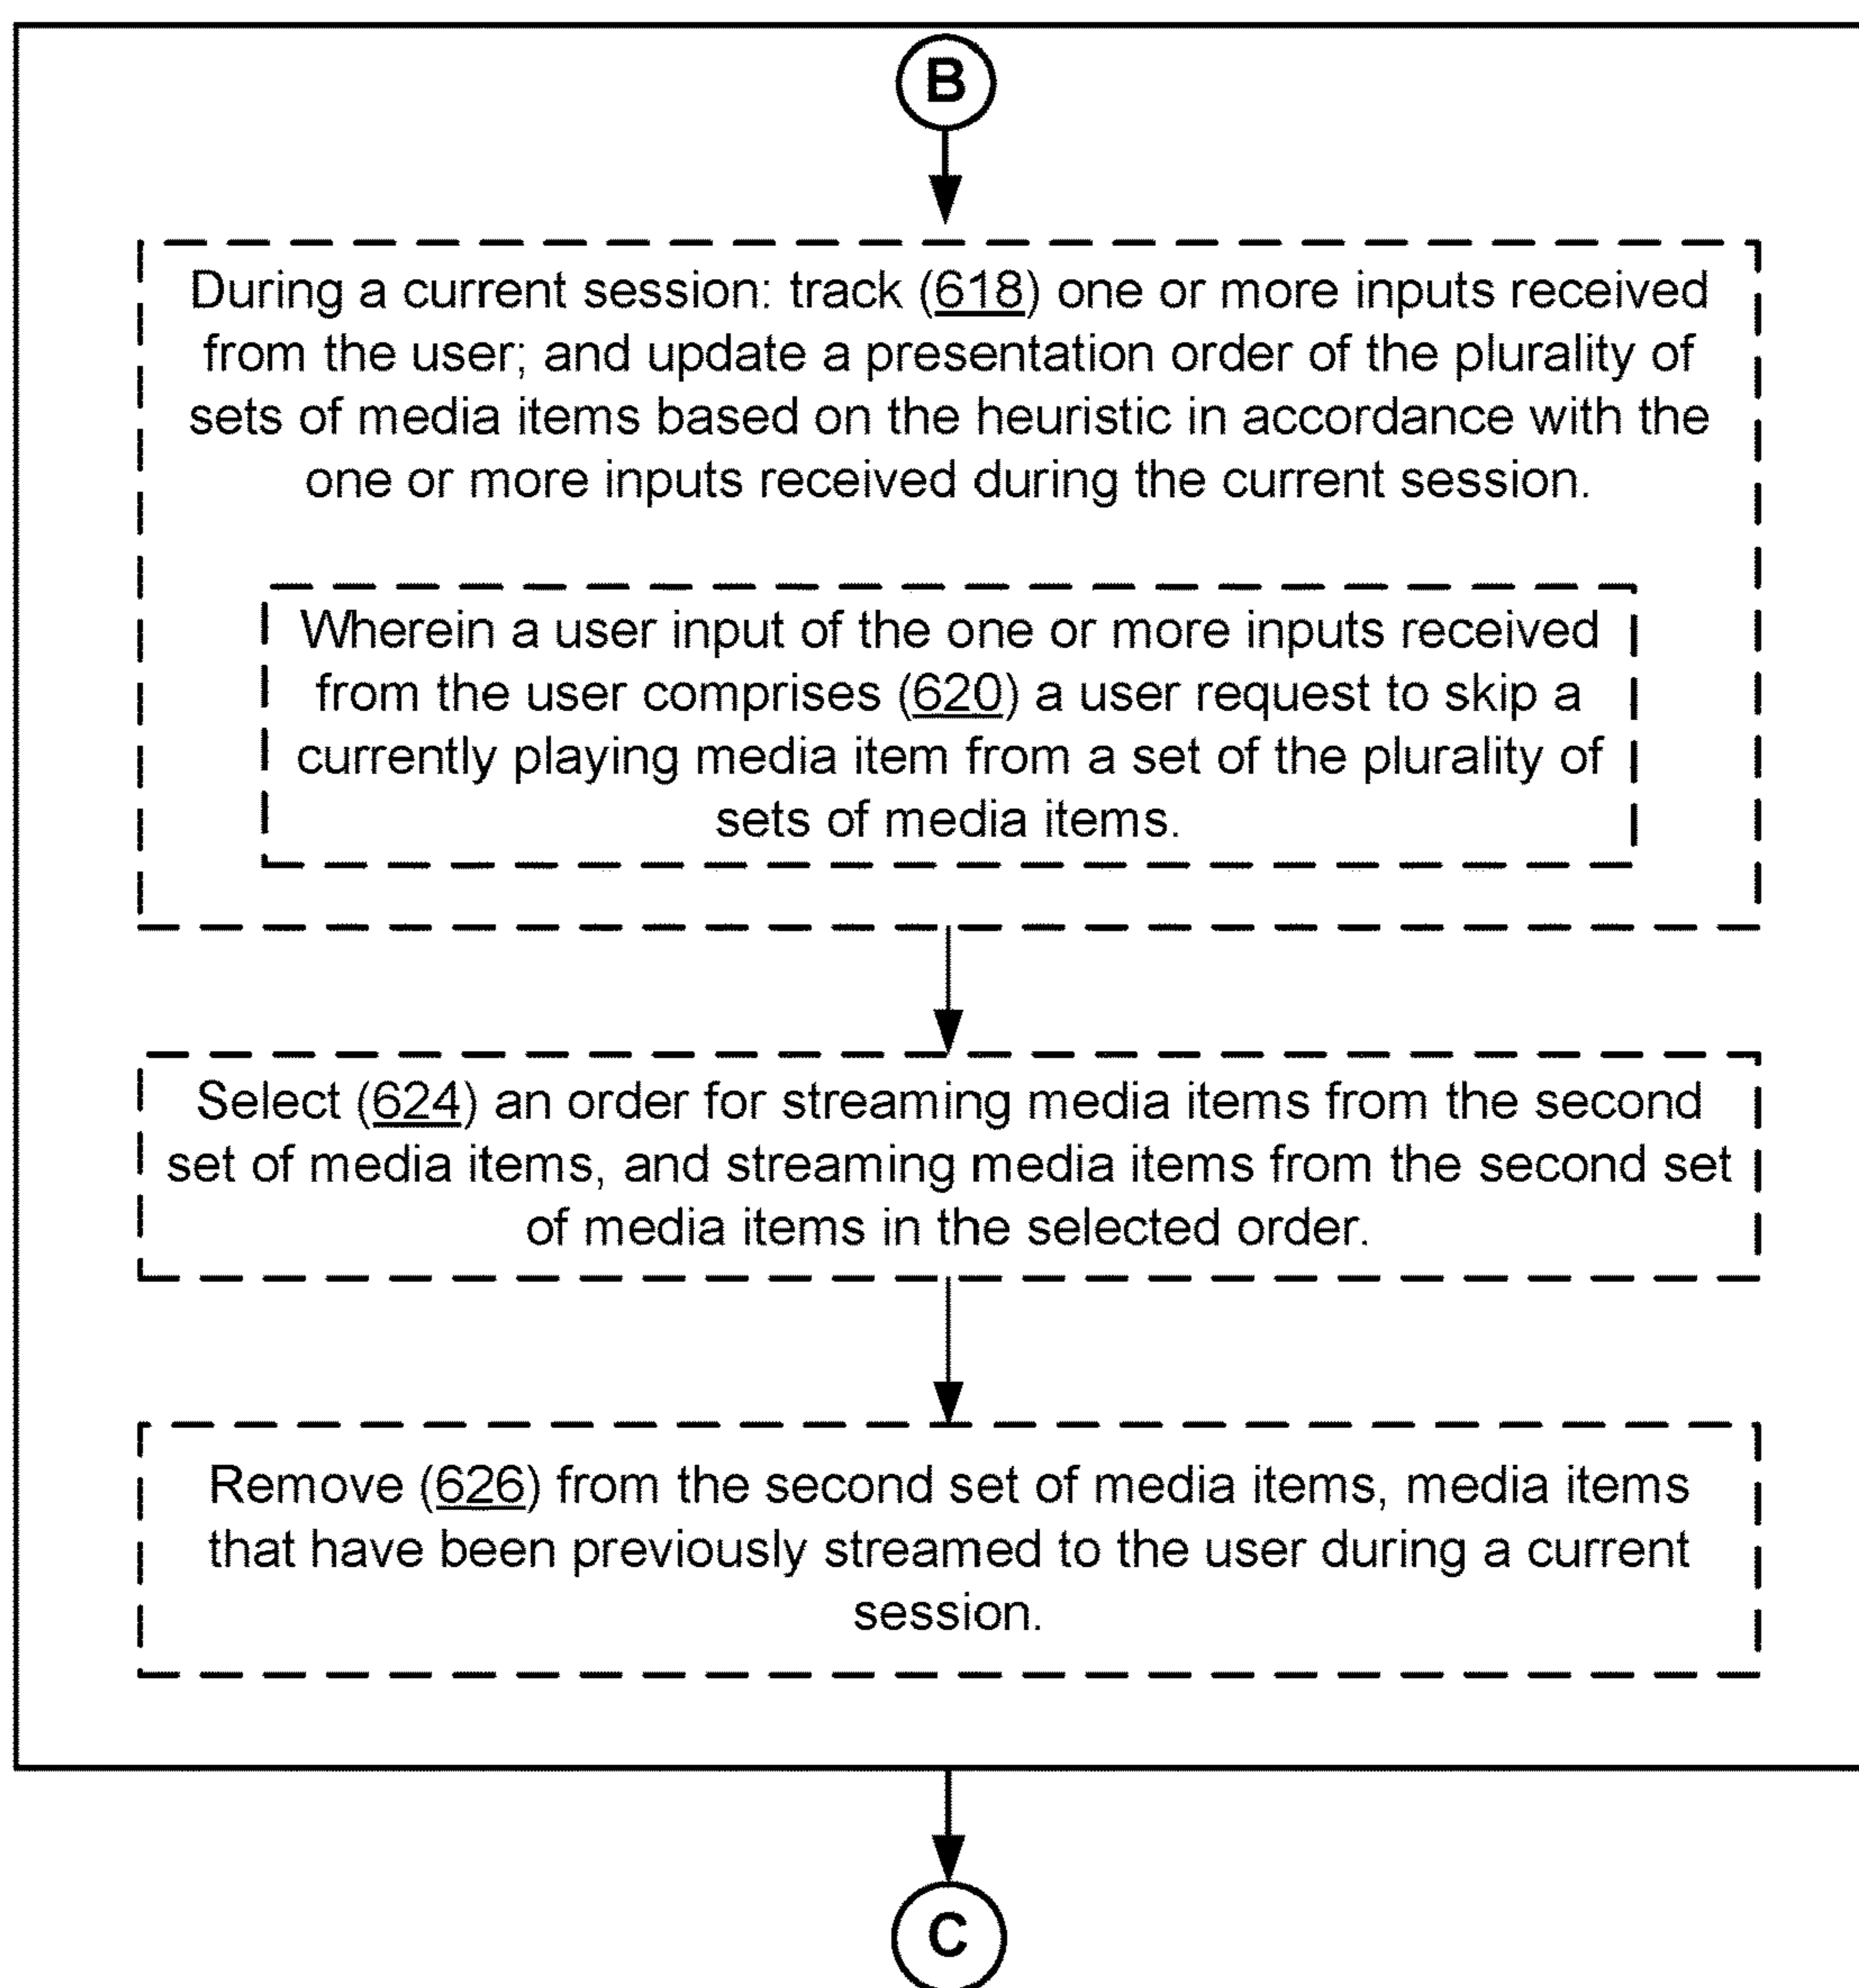 B
During a current session: track (618) one or more inputs received
from the user; and update a presentation order of the plurality of
sets of media items based on the heuristic in accordance with the
one or more inputs received during the current session.
Wherein a user input of the one or more inputs received
from the user comprises (620) a user request to skip a
currently playing media item from a set of the plurality of
sets of media items.
Select (624) an order for streaming media items from the second
set of media items, and streaming media items from the second set
of media items in the selected order.
Remove (626) from the second set of media items, media items
that have been previously streamed to the user during a current
session.
C